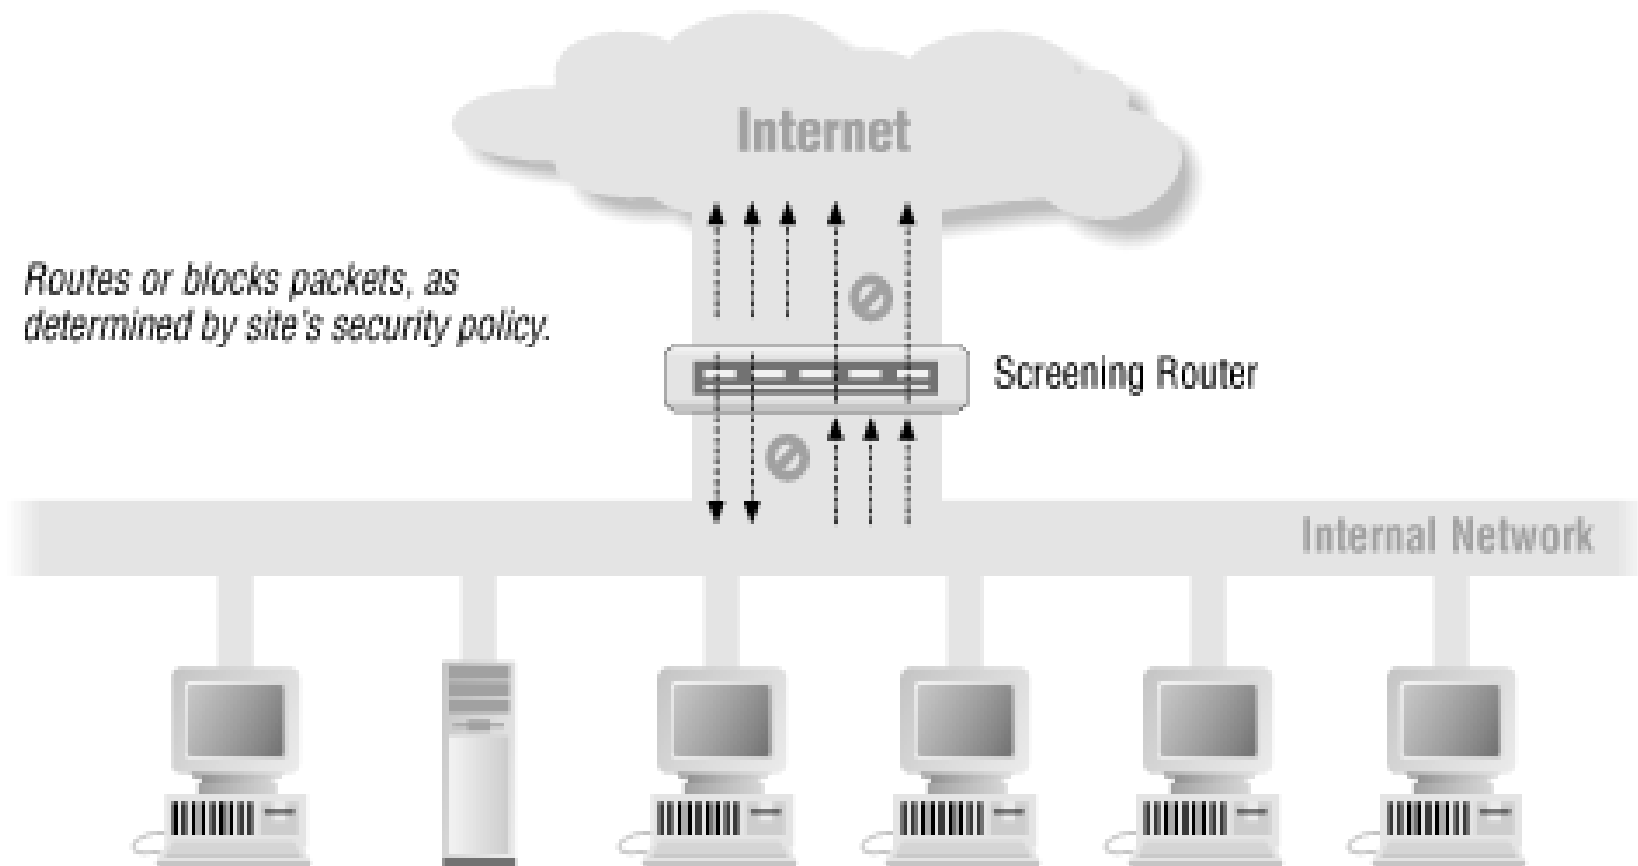 Internet
Routes or blocks packets, as
determined by site's security policy.
Screening Router
Internal Network